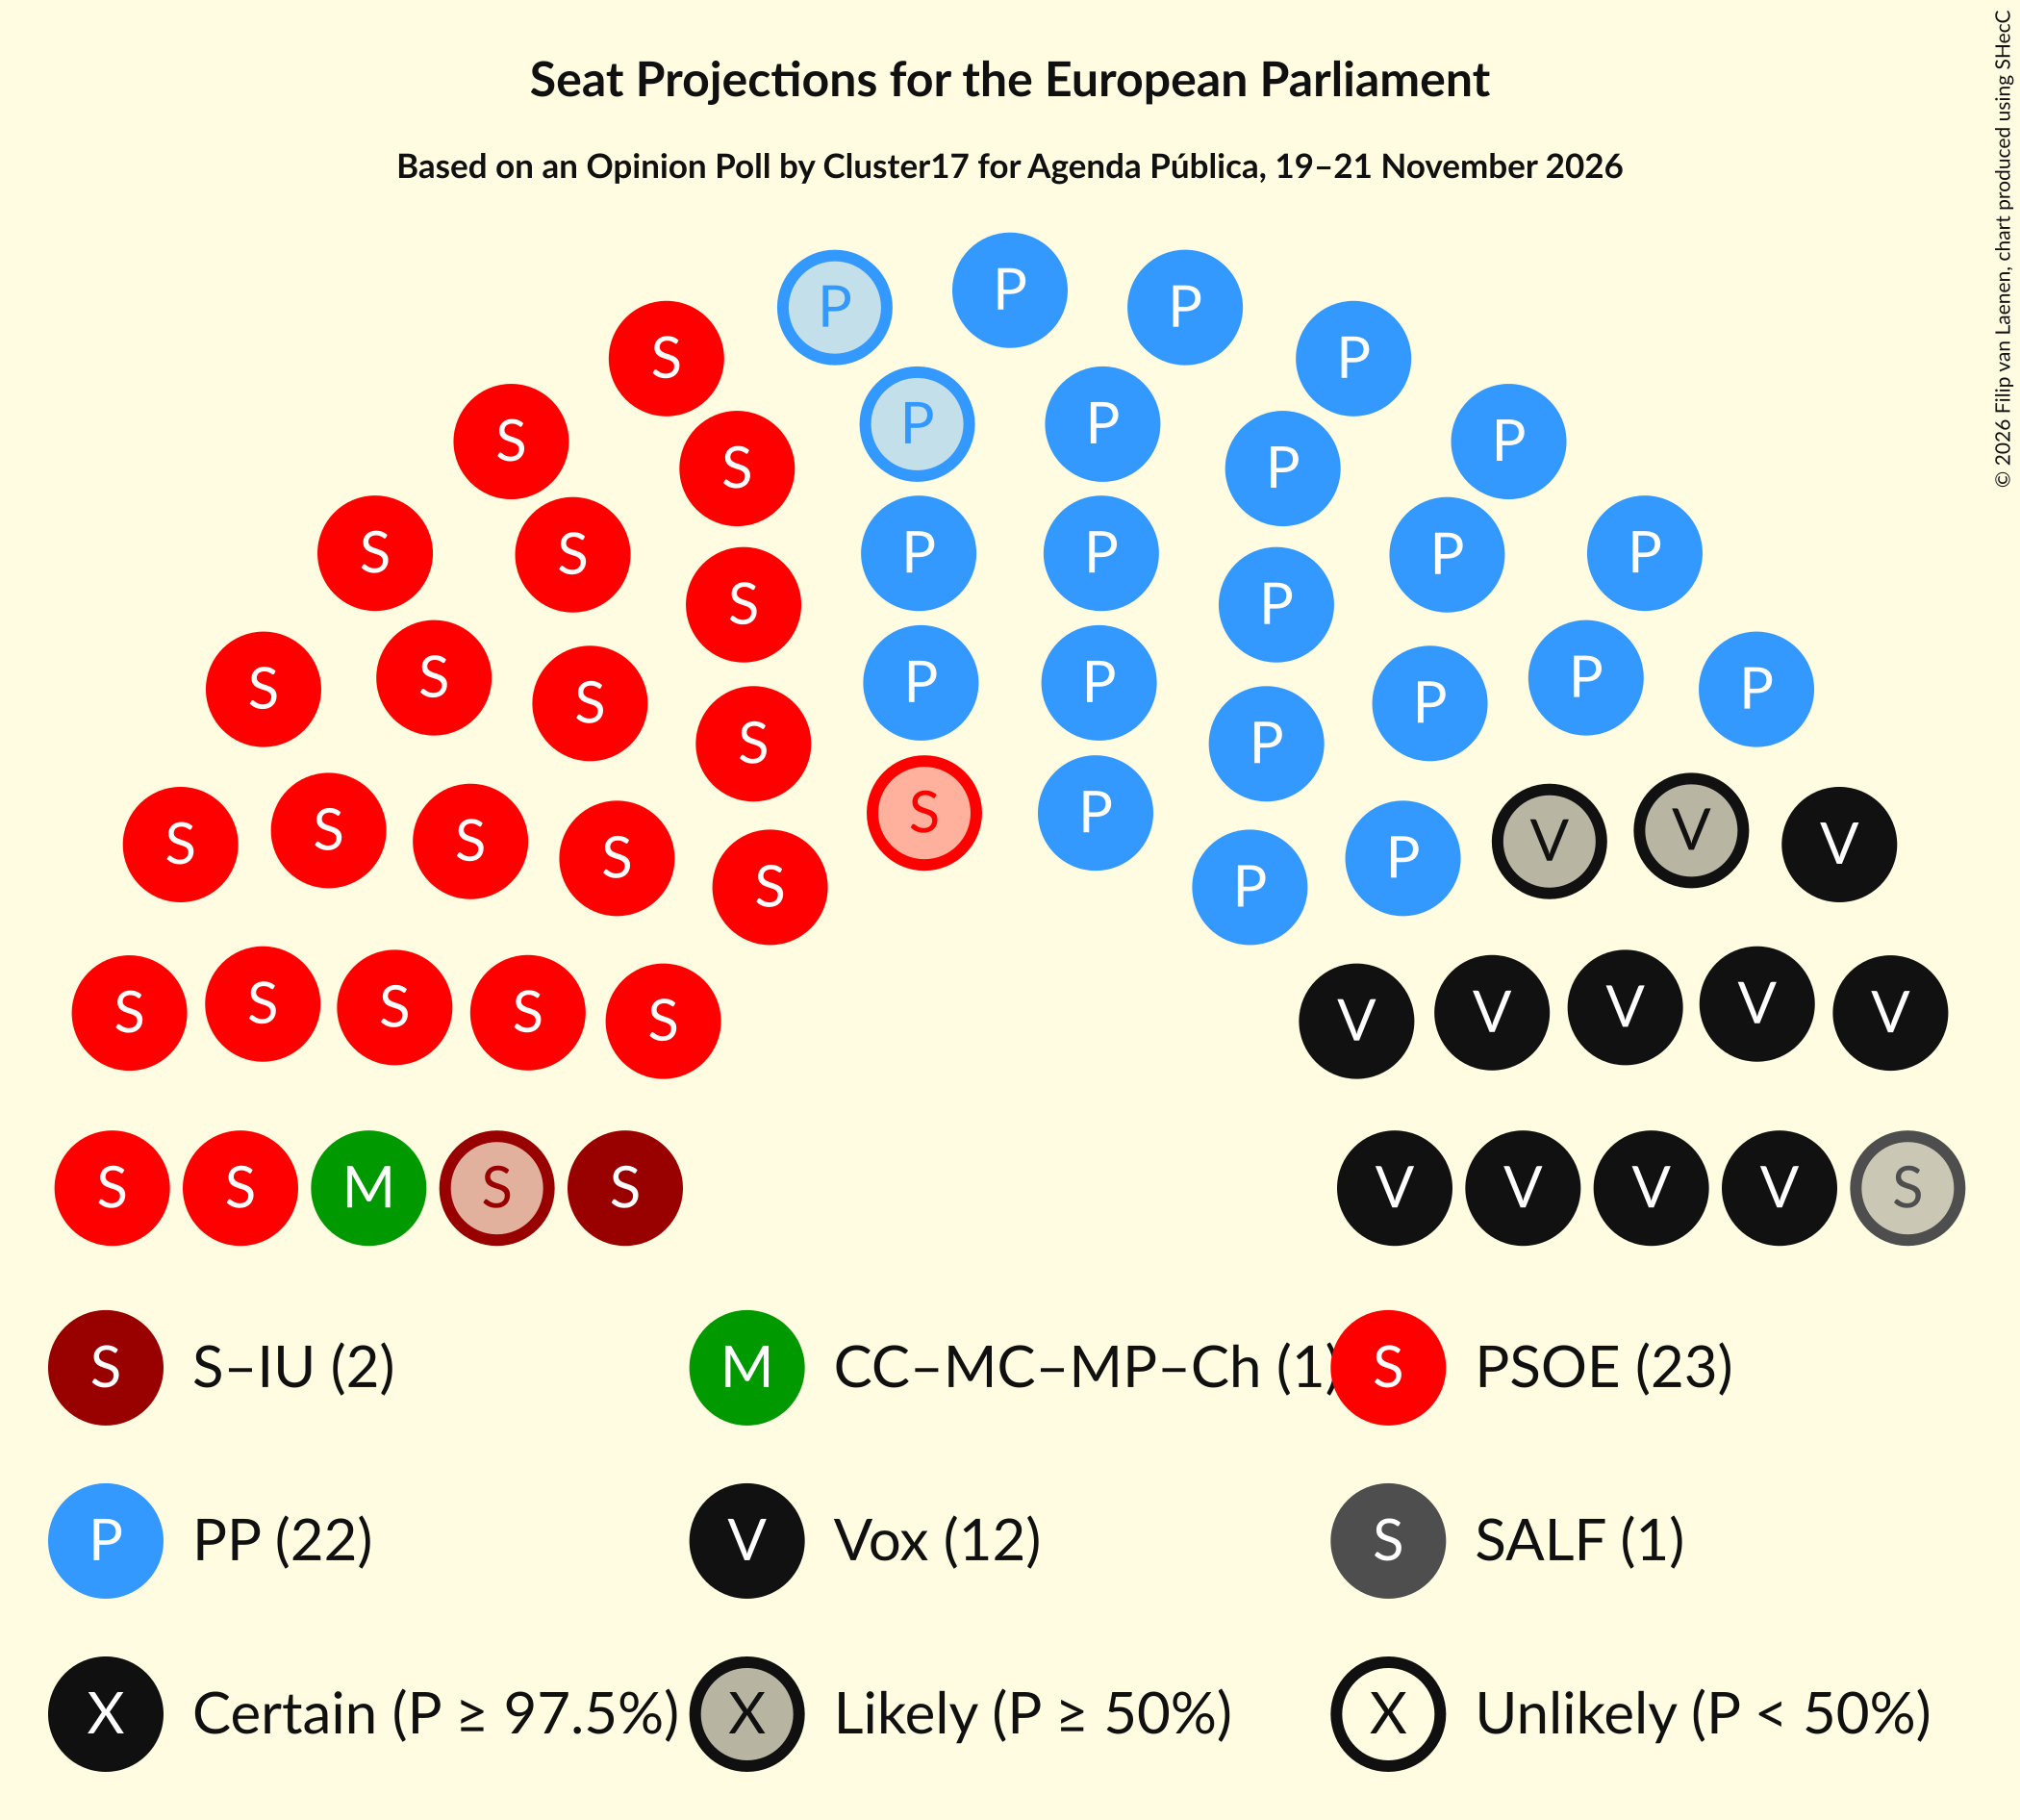 Seat Projections for the European Parliament
Based on an Opinion Poll by Cluster17 for Agenda Pública, 19–21 November 2026
© 2026 Filip van Laenen, chart produced using SHecC
P
P P
S P
P P
S P
S P
S P
P P
S S P P
S P
S P
P P
S S P P
S S P P
S P
S P
S V V
S S P V
S P
S V
S S V V
S V
S V
S S M S S V V V V S
S S–IU (2) M CC–MC–MP–Ch (1) S PSOE (23)
P PP (22) V Vox (12) S SALF (1)
X Certain (P ≥ 97.5%) X Likely (P ≥ 50%) X Unlikely (P < 50%)